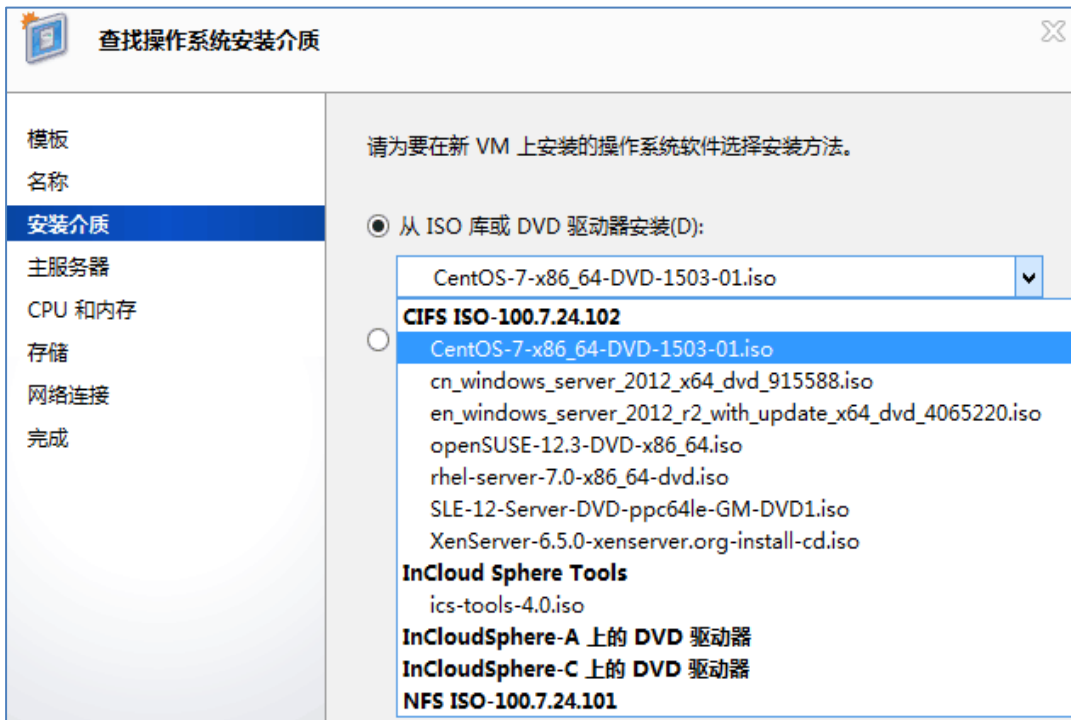 查找操作系统安装介质
模板
名称
安装介质
主服务器
CPU 和内存
存储
网络连接
完成
请为要在新 VM 上安装的操作系统软件选择安装方法。
从 ISO 库或 DVD 驱动器安装(D):
CentOS-7-x86_64-DVD-1503-01.iso
CIFS ISO-100.7.24.102
CentOS-7-x86_64-DVD-1503-01.iso
cn_windows_server_2012_x64_dvd_915588.iso
en_windows_server_2012_r2_with_update_x64_dvd_4065220.iso
openSUSE-12.3-DVD-x86_64.iso
rhel-server-7.0-x86_64-dvd.iso
SLE-12-Server-DVD-ppc64le-GM-DVD1.iso
XenServer-6.5.0-xenserver.org-install-cd.iso
InCloud Sphere Tools
ics-tools-4.0.iso
InCloudSphere-A 上的 DVD 驱动器
InCloudSphere-C 上的 DVD 驱动器
NFS ISO-100.7.24.101